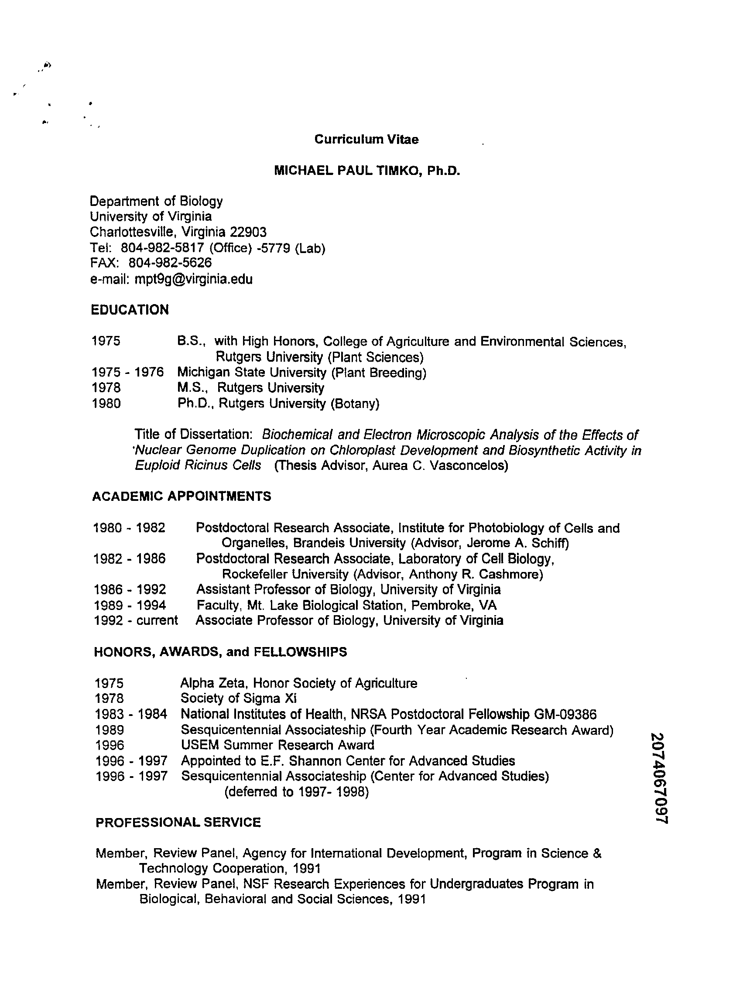 Curriculum Vitae
MICHAEL PAUL TIMKO, Ph.D.
Department of Biology
University of Virginia
Charlottesville, Virginia 22903
Tel: 804-982-5817 (Office) -5779 (Lab)
FAX: 804-982-5626
e-mail: mpt9g@virginia.edu
EDUCATION
1975 B.S., with High Honors, College of Agriculture and Environmental Sciences,
Rutgers University (Plant Sciences)
1975 - 1976 Michigan State University (Plant Breeding)
1978 M.S., Rutgers University
1980 Ph.D., Rutgers University (Botany)
Title of Dissertation: Biochemical and Electron Microscopic Analysis of the Effects of
'Nuclear Genome Duplication on Chloroplast Development and Biosynthetic Activity in
Euploid Ricinus Cells (Thesis Advisor, Aurea C. Vasconcelos)
ACADEMIC APPOINTMENTS
1980 - 1982 Postdoctoral Research Associate, Institute for Photobiology of Cells and
Organelles, Brandeis University (Advisor, Jerome A. Schiff)
1982 - 1986 Postdoctoral Research Associate, Laboratory of Cell Biology,
Rockefeller University (Advisor, Anthony R. Cashmore)
1986 - 1992 Assistant Professor of Biology, University of Virginia
1989 - 1994 Faculty, Mt. Lake Biological Station, Pembroke, VA
1992 - current Associate Professor of Biology, University of Virginia
HONORS, AWARDS, and FELLOWSHIPS
1975 Alpha Zeta, Honor Society of Agriculture
1978 Society of Sigma Xi
1983 - 1984 National Institutes of Health, NRSA Postdoctoral Fellowship GM-09386
1989 Sesquicentennial Associateship (Fourth Year Academic Research Award)
1996 USEM Summer Research Award
1996 - 1997 Appointed to E.F. Shannon Center for Advanced Studies
1996 - 1997 Sesquicentennial Associateship (Center for Advanced Studies)
(deferred to 1997- 1998)
PROFESSIONAL SERVICE
Member, Review Panel, Agency for International Development, Program in Science &
Technology Cooperation, 1991
Member, Review Panel, NSF Research Experiences for Undergraduates Program in
Biological, Behavioral and Social Sciences, 1991
2074067097